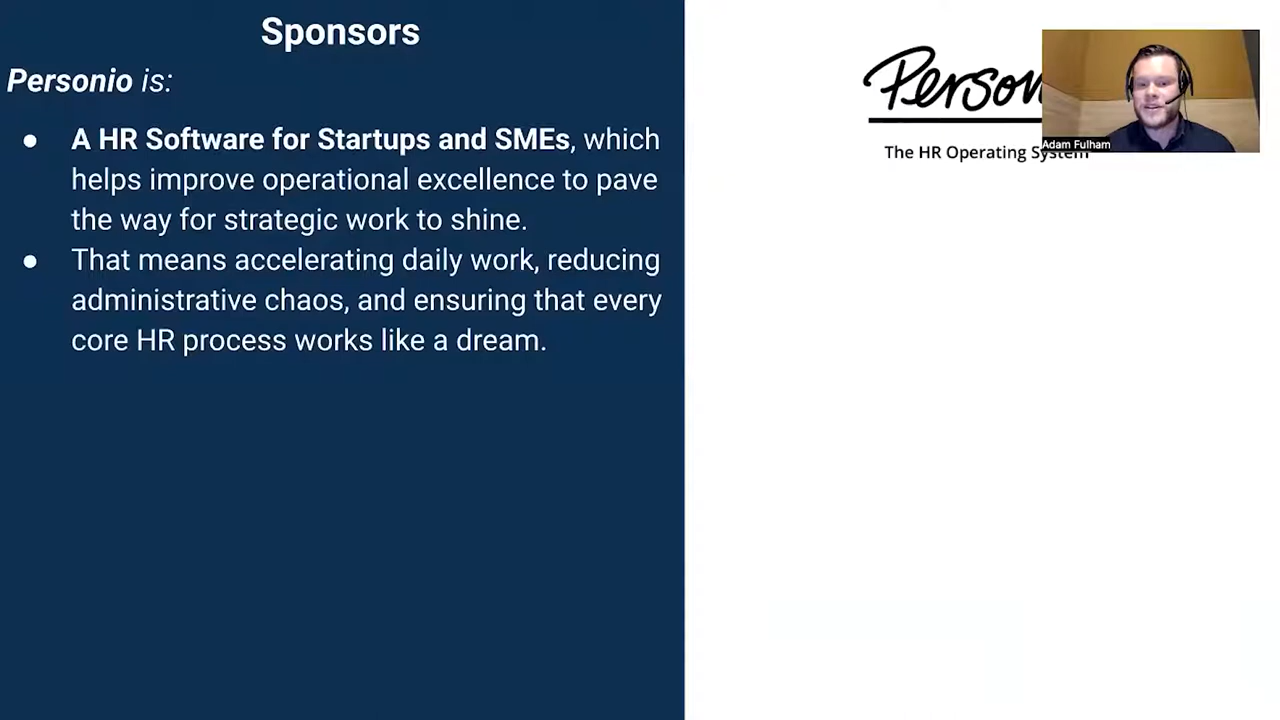 Sponsors
Personio is:
● A HR Software for Startups and SMEs, which
helps improve operational excellence to pave
the way for strategic work to shine.
● That means accelerating daily work, reducing
administrative chaos, and ensuring that every
core HR process works like a dream.
Person
The HR Operating System
Adam Fulham